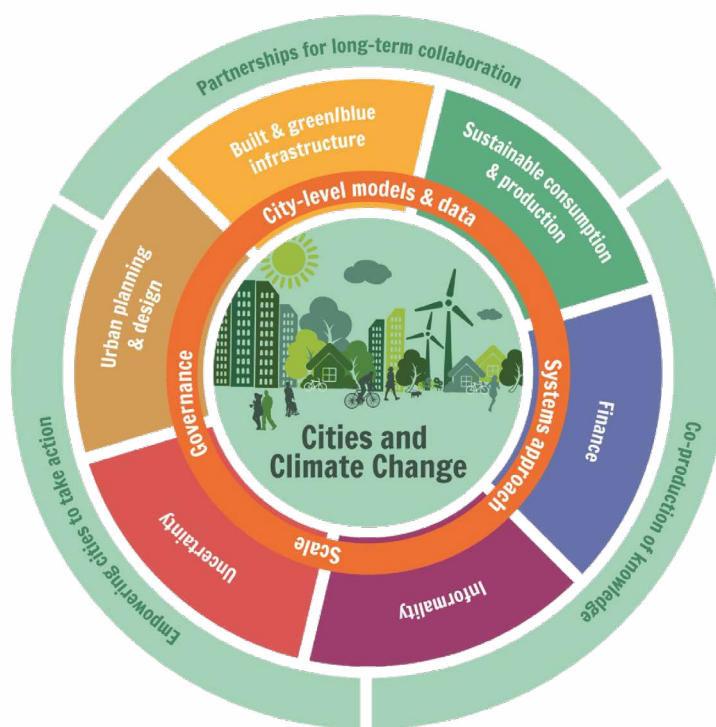 Partnerships for long-term collaboration
Built & green/blue
infrastructure
Sustainable consumption
& production
City-level models & data
Urban planning
& design
Governance
Systems approach
Finance
Cities and
Climate Change
Scale
Uncertainty
Informality
Empowering cities to take action
Co-production of knowledge